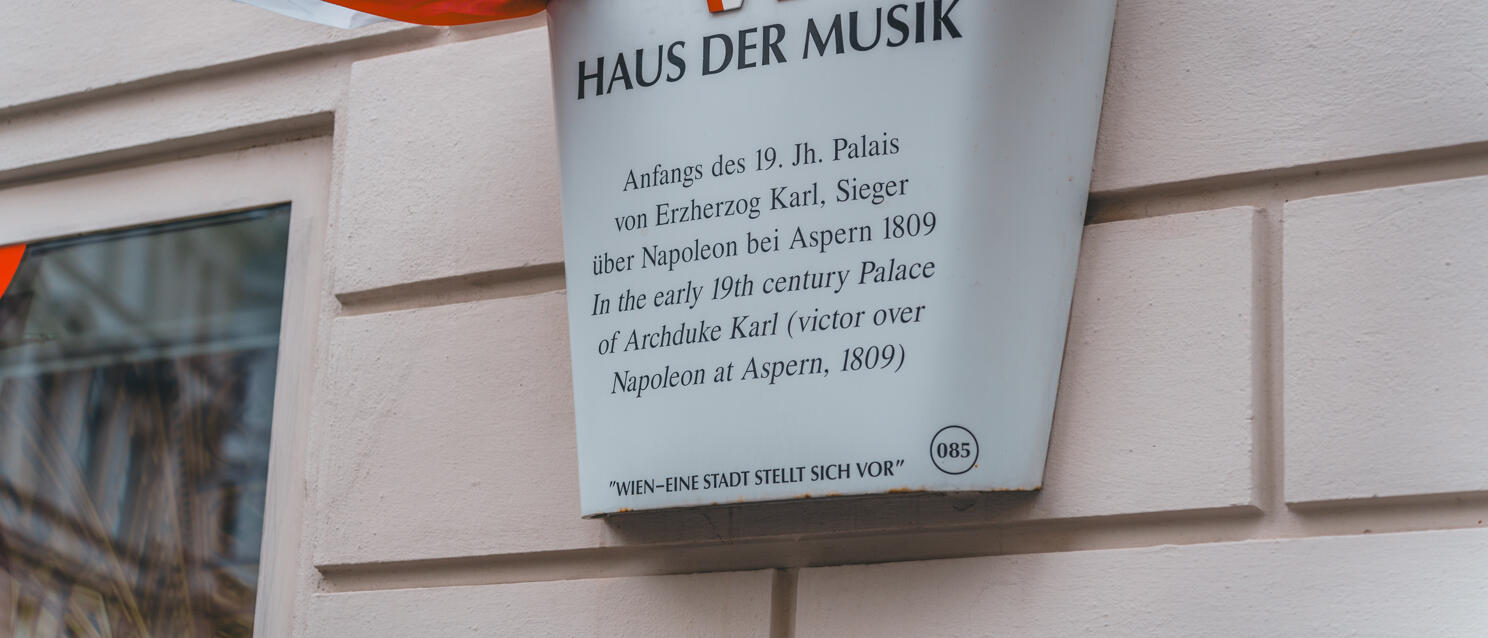 HAUS DER MUSIK
Anfangs des 19. Jh. Palais
von Erzherzog Karl, Sieger
über Napoleon bei Aspern 1809
In the early 19th century Palace
of Archduke Karl (victor over
Napoleon at Aspern, 1809)
"WIEN–EINE STADT STELLT SICH VOR"
085